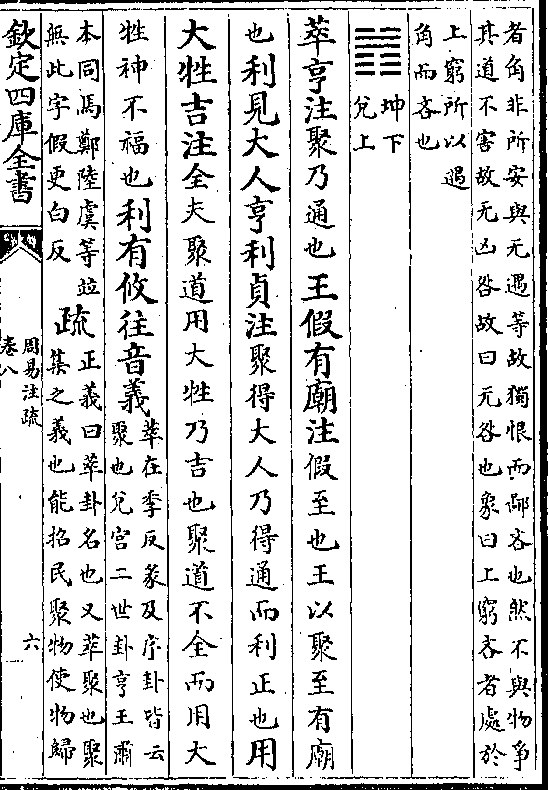 者角非所安與无遇等故獨恨而鄙吝也然不與物爭
其道不害故无凶咎故曰无咎也象曰上窮吝者處於
上窮所以遇
角而吝也
坤下
兌上
萃亨注聚乃通也王假有廟注假至也王以聚至有廟
也利見大人亨利貞注聚得大人乃得通而利正也用
大牲吉注全夫聚道用大牲乃吉也聚道不全而用大
牲神不福也利有攸往音義
萃在季反彖及序卦皆云
聚也兌宮二世卦亨王肅
本同馬鄭陸虞等並
無此字假更白反
疏
正義曰萃卦名也又萃聚也聚
集之義也能招民聚物使物歸
欽定四庫全書
周易注疏
卷八
六